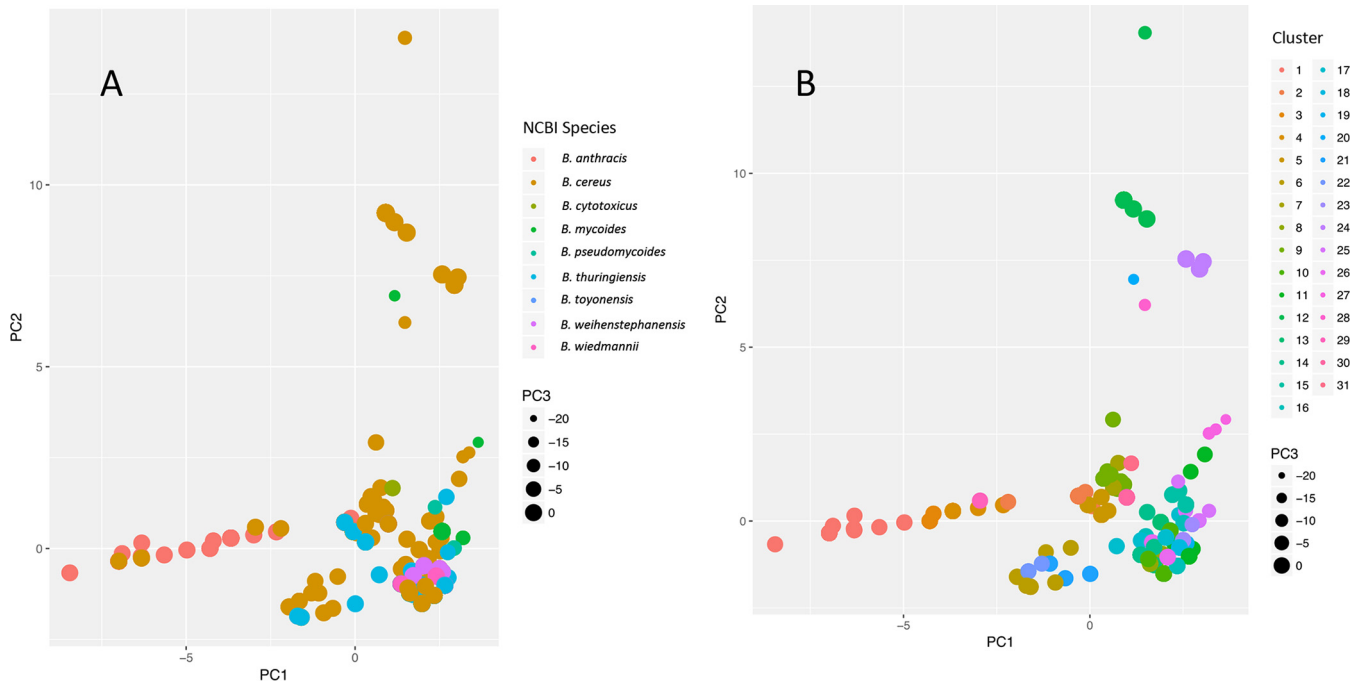 A
PC2
10
5
0
−5
0
PC1
NCBI Species
B. anthracis
B. cereus
B. cytotoxicus
B. mycoides
B. pseudomycoides
B. thuringiensis
B. toyonensis
B. weihenstephanensis
B. wiedmannii
PC3
−20
−15
−10
−5
0
B
PC2
10
5
0
−5
0
PC1
Cluster
1 17
2 18
3 19
4 20
5 21
6 22
7 23
8 24
9 25
10 26
11 27
12 28
13 29
14 30
15 31
16
PC3
−20
−15
−10
−5
0